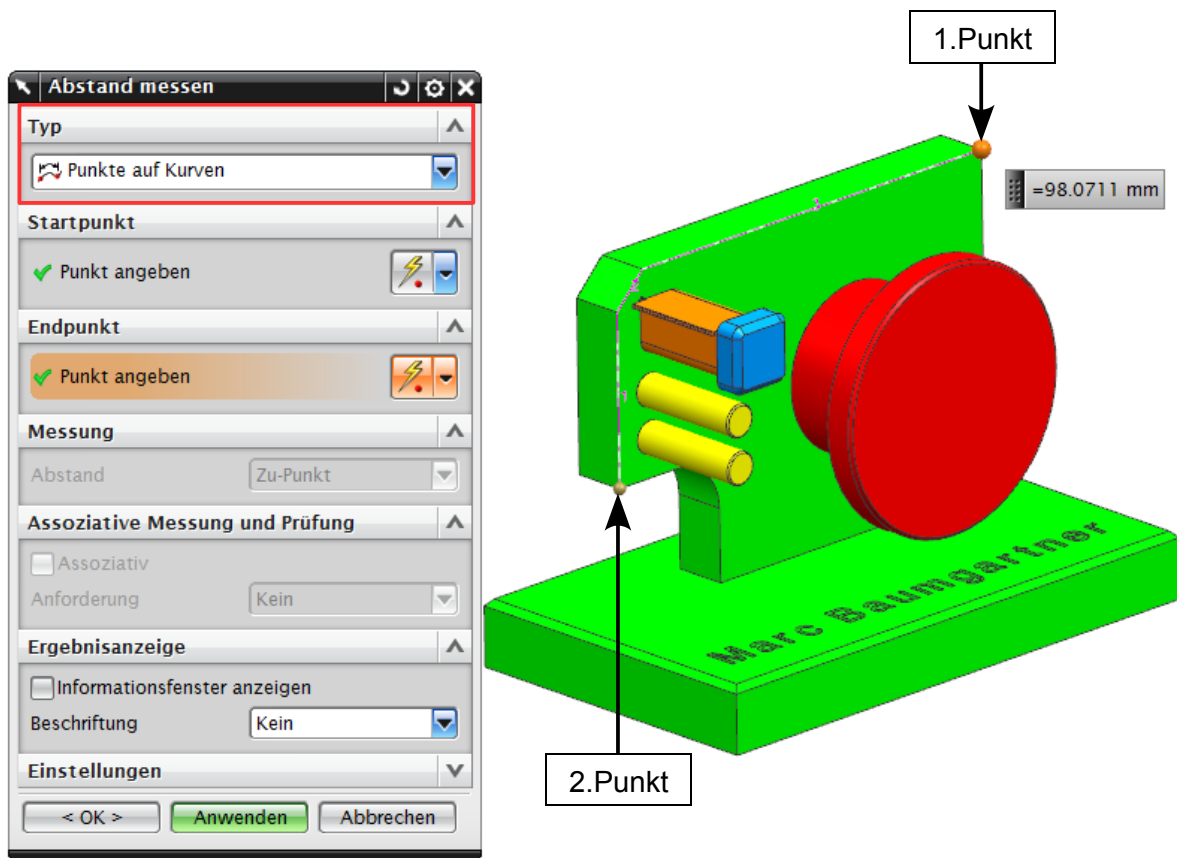 Abstand messen
Typ
Punkte auf Kurven
Startpunkt
Punkt angeben
Endpunkt
Punkt angeben
Messung
Abstand Zu-Punkt
Assoziative Messung und Prüfung
Assoziativ
Anforderung Kein
Ergebnisanzeige
Informationsfenster anzeigen
Beschriftung Kein
Einstellungen
< OK > Anwenden Abbrechen
1.Punkt
=98.0711 mm
3
1
Marc Baumgartner
2.Punkt